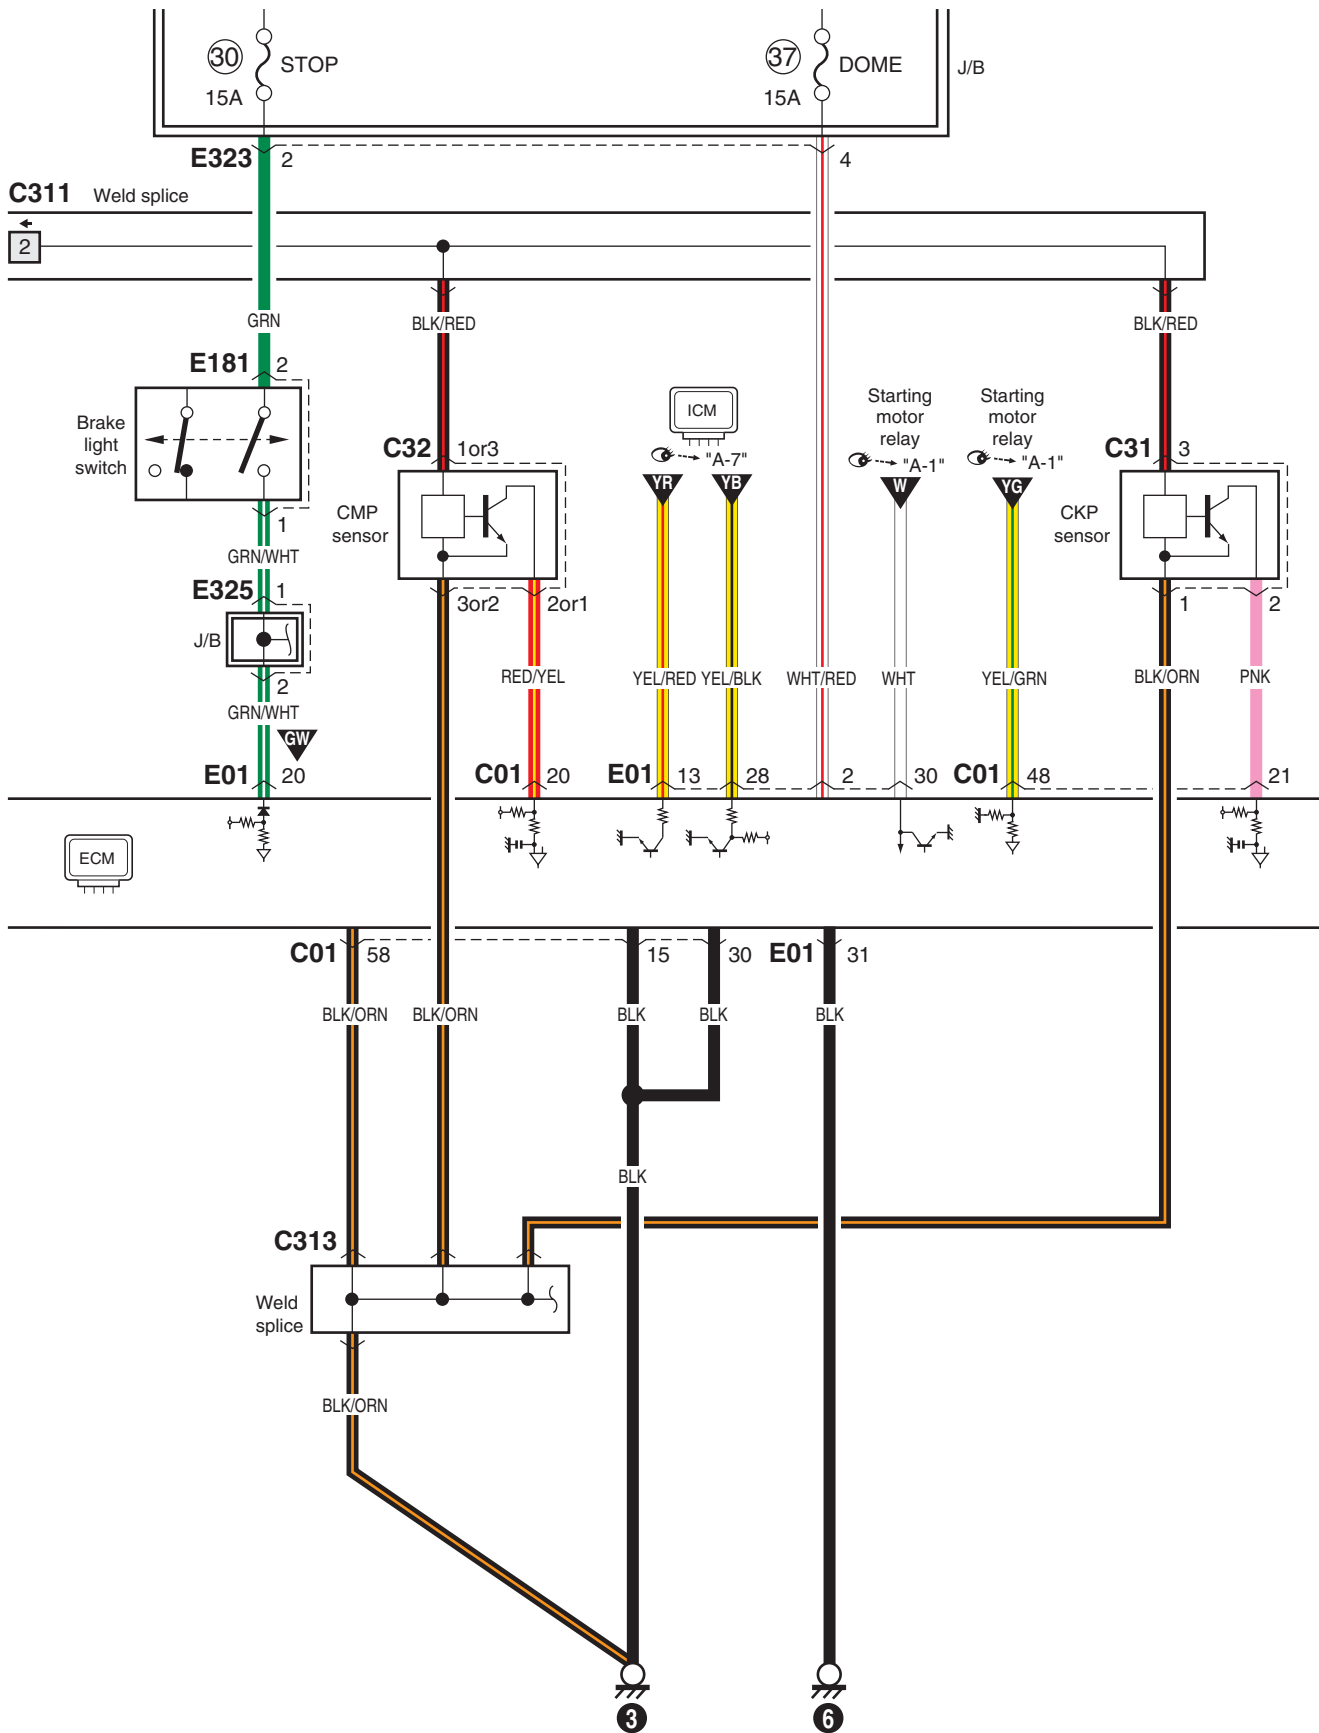 30 STOP 15A
37 DOME 15A
J/B
E323 2 4
C311 Weld splice
2
GRN
BLK/RED
BLK/RED
E181 2
Brake
light
switch
ICM
"A-7"
Starting
motor
relay
"A-1"
Starting
motor
relay
"A-1"
C32 1or3
C31 3
YR YB W YG
CMP
sensor
CKP
sensor
1
GRN/WHT
E325 1
3or2 2or1
1 2
J/B
2
RED/YEL YEL/RED YEL/BLK WHT/RED WHT YEL/GRN BLK/ORN PNK
GRN/WHT
GW
E01 20 C01 20 E01 13 28 2 30 C01 48 21
ECM
C01 58 15 30 E01 31
BLK/ORN BLK/ORN BLK BLK BLK
BLK
C313
Weld
splice
BLK/ORN
3 6